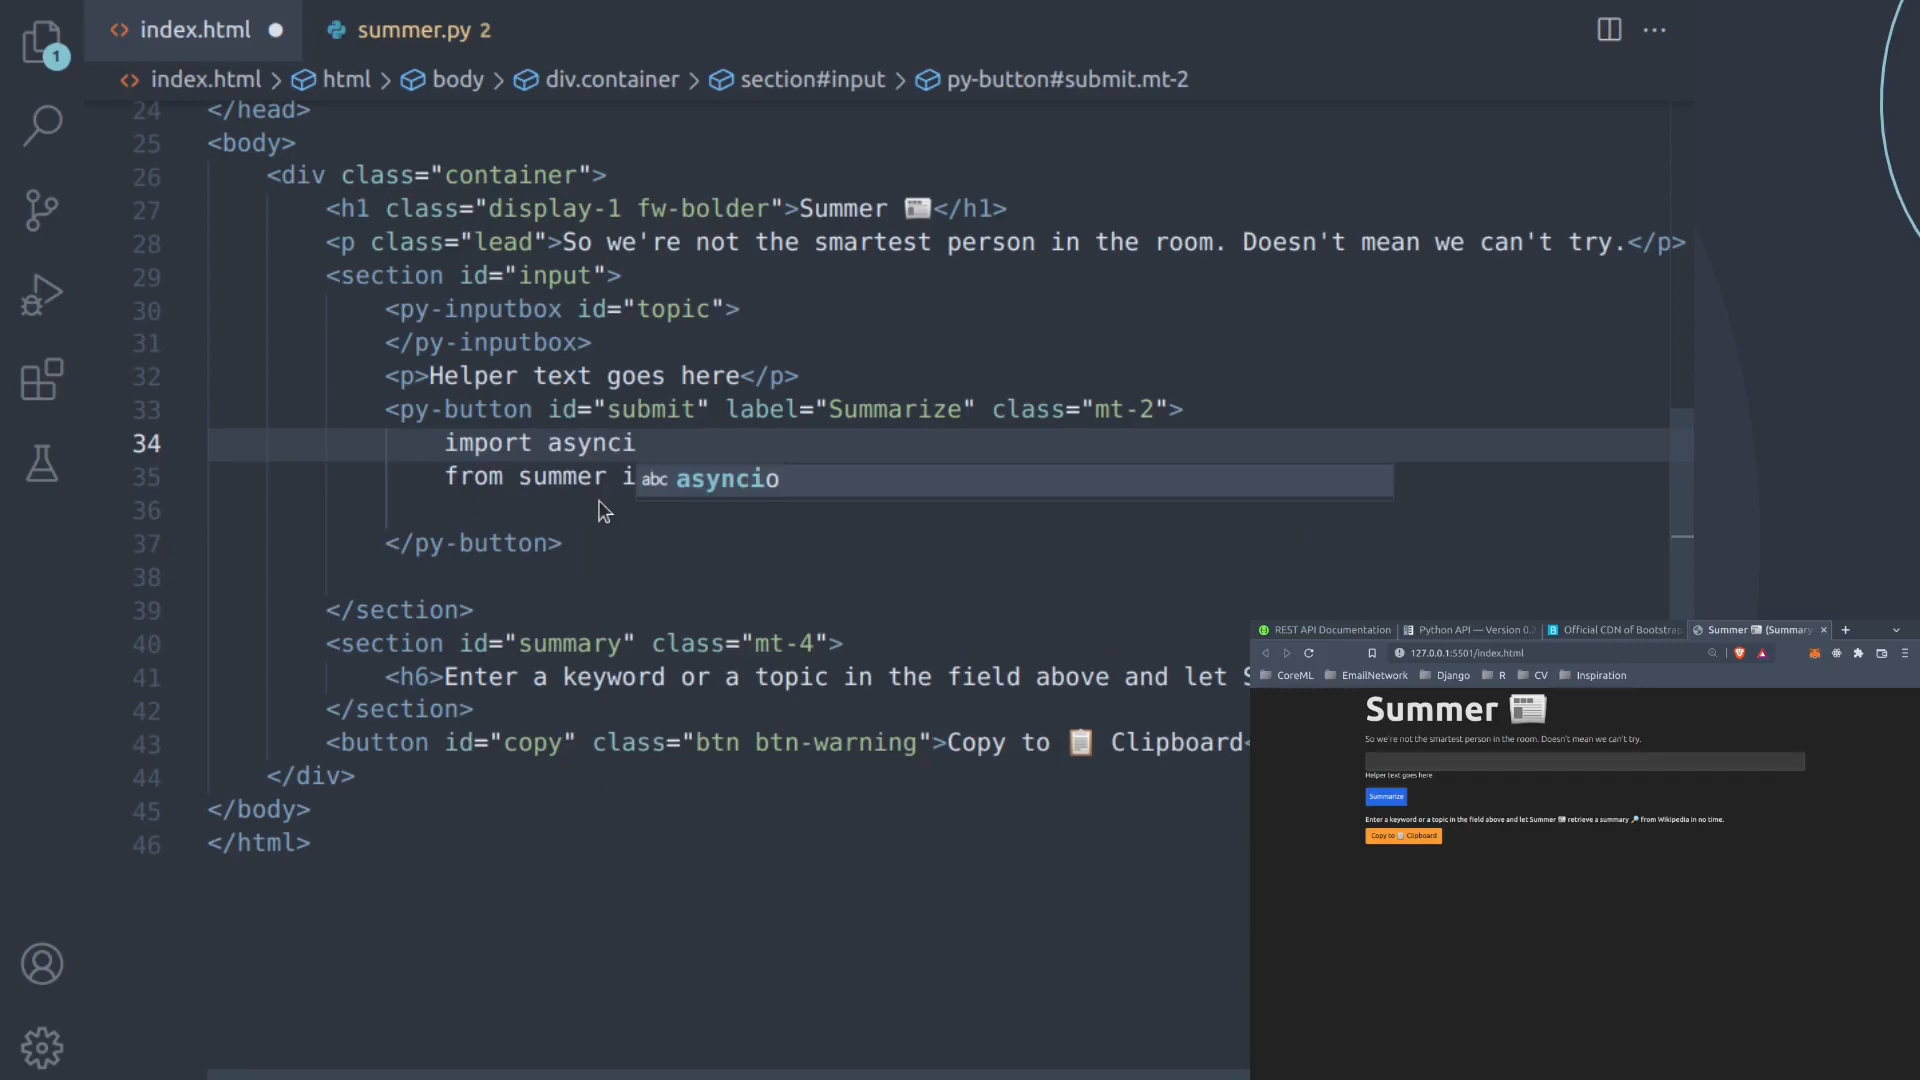 index.html
summer.py 2
1
index.html > html > body > div.container > section#input > py-button#submit.mt-2
24 </head>
25 <body>
26 <div class="container">
27 <h1 class="display-1 fw-bolder">Summer 📰</h1>
28 <p class="lead">So we're not the smartest person in the room. Doesn't mean we can't try.</p>
29 <section id="input">
30 <py-inputbox id="topic">
31 </py-inputbox>
32 <p>Helper text goes here</p>
33 <py-button id="submit" label="Summarize" class="mt-2">
34 import asynci
35 from summer i
abc asyncio
36
37 </py-button>
38
39 </section>
40 <section id="summary" class="mt-4">
41 <h6>Enter a keyword or a topic in the field above and let S
42 </section>
43 <button id="copy" class="btn btn-warning">Copy to 📋 Clipboard<
44 </div>
45 </body>
46 </html>
REST API Documentation
Python API — Version 0.2
Official CDN of Bootstrap
Summer 📰 (Summary
127.0.0.1:5501/index.html
CoreML
EmailNetwork
Django
R
CV
Inspiration
Summer 📰
So we're not the smartest person in the room. Doesn't mean we can't try.
Helper text goes here
Summarize
Enter a keyword or a topic in the field above and let Summer 📰 retrieve a summary 🔎 from Wikipedia in no time.
Copy to 📋 Clipboard